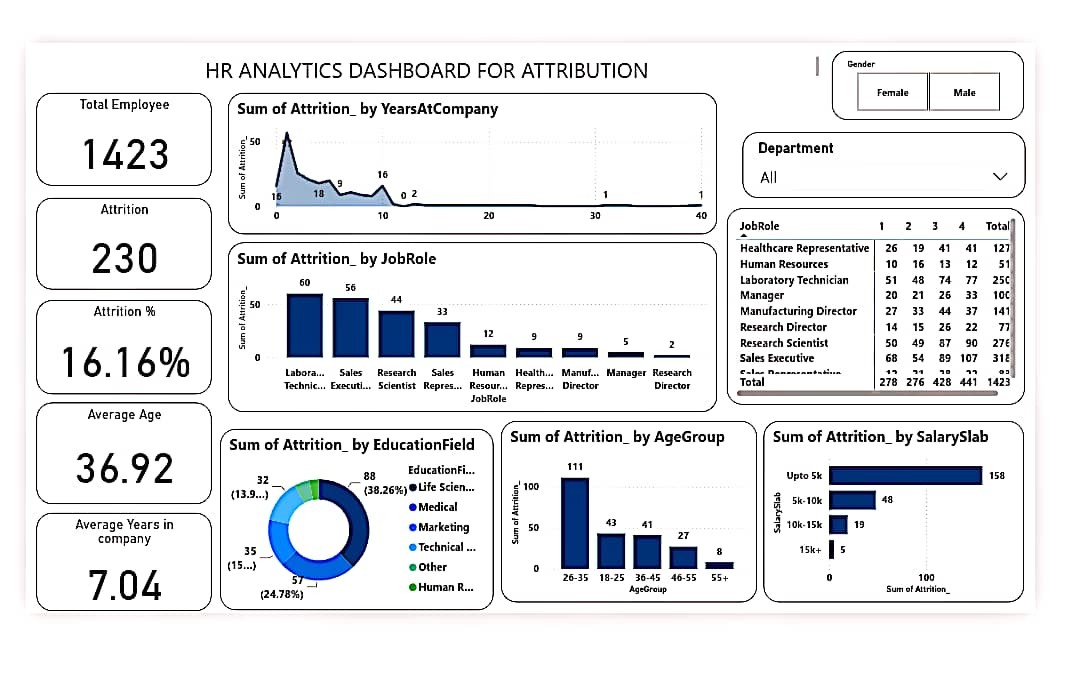 HR ANALYTICS DASHBOARD FOR ATTRIBUTION
Gender
Female Male
Total Employee
1423
Attrition
230
Attrition %
16.16%
Average Age
36.92
Average Years in
company
7.04
Sum of Attrition_ by YearsAtCompany
Sum of Attrition_
50
0
16
18
9
16
0 2
1
1
0 10 20 30 40
Sum of Attrition_ by JobRole
Sum of Attrition_
50
0
60 56 44 33 12 9 9 5 2
Labora... Sales Research Sales Human Health... Manuf... Manager Research
Technic... Executi... Scientist Repres... Resour... Repres... Director Director
JobRole
Department
All
JobRole 1 2 3 4 Total
Healthcare Representative 26 19 41 41 127
Human Resources 10 16 13 12 51
Laboratory Technician 51 48 74 77 250
Manager 20 21 26 33 100
Manufacturing Director 27 33 44 37 141
Research Director 14 15 26 22 77
Research Scientist 50 49 87 90 276
Sales Executive 68 54 89 107 318
Total 278 276 428 441 1423
Sum of Attrition_ by EducationField
88
(38.26%)
57
(24.78%)
35
(15...)
32
(13.9...)
EducationFi...
Life Scien...
Medical
Marketing
Technical ...
Other
Human R...
Sum of Attrition_ by AgeGroup
Sum of Attrition_
100
50
0
111 43 41 27 8
26-35 18-25 36-45 46-55 55+
AgeGroup
Sum of Attrition_ by SalarySlab
SalarySlab
Upto 5k 158
5k-10k 48
10k-15k 19
15k+ 5
0 100
Sum of Attrition_